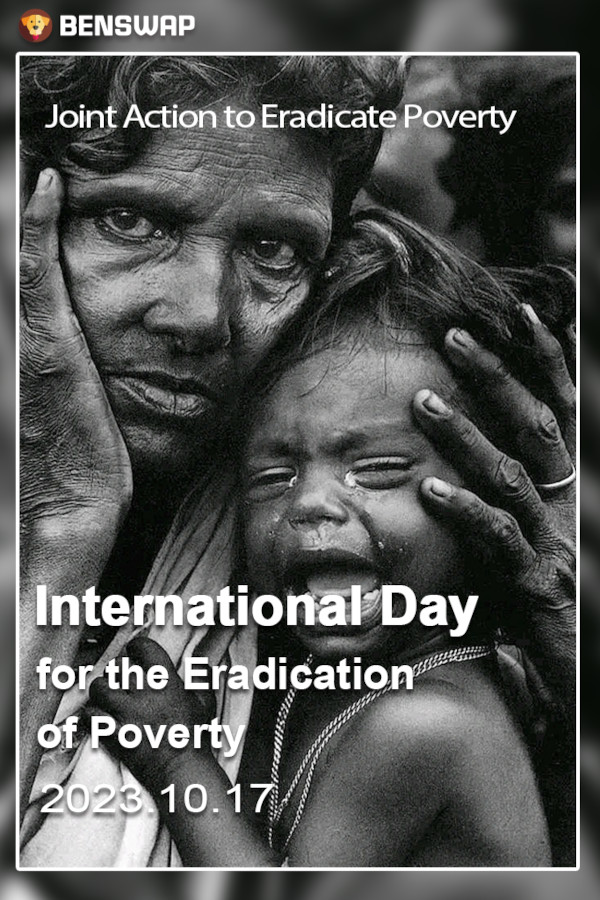 BENSWAP
Joint Action to Eradicate Poverty
International Day
for the Eradication
of Poverty
2023.10.17